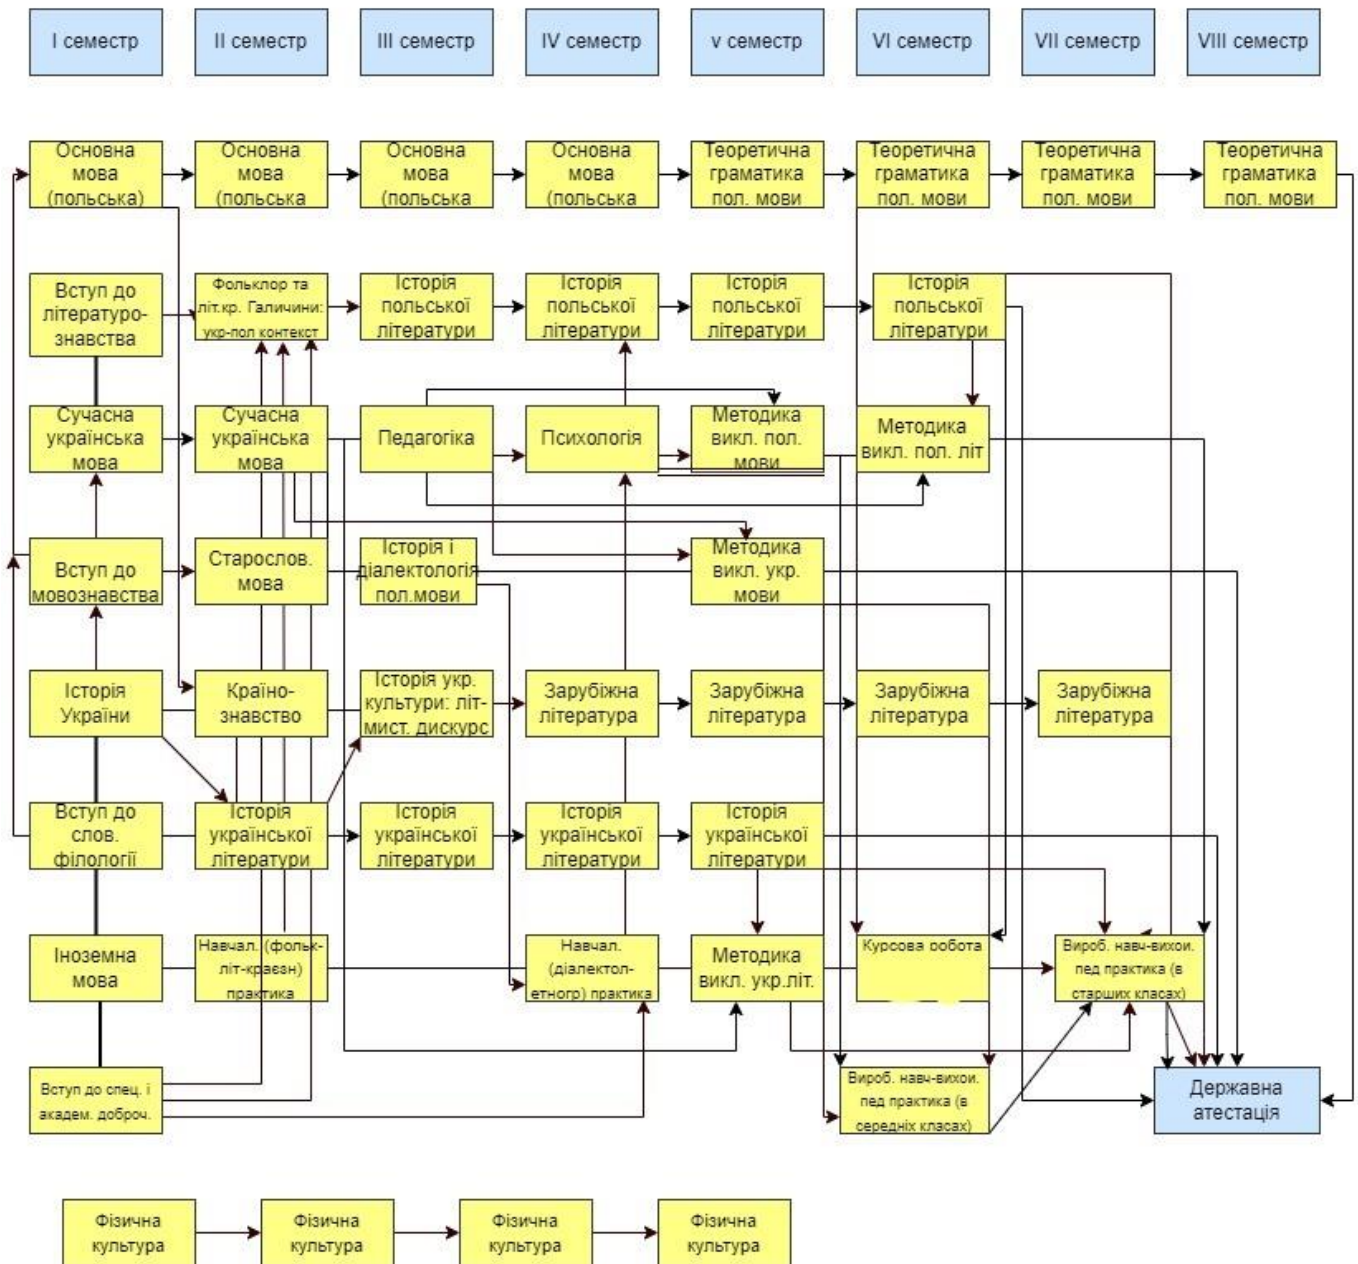 I семестр
II семестр
III семестр
IV семестр
v семестр
VI семестр
VII семестр
VIII семестр
Основна
мова
(польська)
Основна
мова
(польська
Основна
мова
(польська
Основна
мова
(польська
Теоретична
граматика
пол. мови
Теоретична
граматика
пол. мови
Теоретична
граматика
пол. мови
Теоретична
граматика
пол. мови
Вступ до
літературо-
знавства
Фольклор та
літ.кр. Галичини:
укр-пол контекст
Історія
польської
літератури
Історія
польської
літератури
Історія
польської
літератури
Історія
польської
літератури
Сучасна
українська
мова
Сучасна
українська
мова
Педагогіка
Психологія
Методика
викл. пол.
мови
Методика
викл. пол. літ
Вступ до
мовознавства
Старослов.
мова
Історія і
діалектологія
пол.мови
Методика
викл. укр.
мови
Історія
України
Країно-
знавство
Історія укр.
культури: літ-
мист. дискурс
Зарубіжна
література
Зарубіжна
література
Зарубіжна
література
Зарубіжна
література
Вступ до
слов.
філології
Історія
української
літератури
Історія
української
літератури
Історія
української
літератури
Історія
української
літератури
Іноземна
мова
Навчал. (фольк-
літ-краєзн)
практика
Навчал.
(діалектол-
етногр) практика
Методика
викл. укр.літ.
Курсова робота
Вироб. навч-вихои.
пед практика (в
старших класах)
Вступ до спец. і
академ. доброч.
Вироб. навч-вихои.
пед практика (в
середніх класах)
Державна
атестація
Фізична
культура
Фізична
культура
Фізична
культура
Фізична
культура